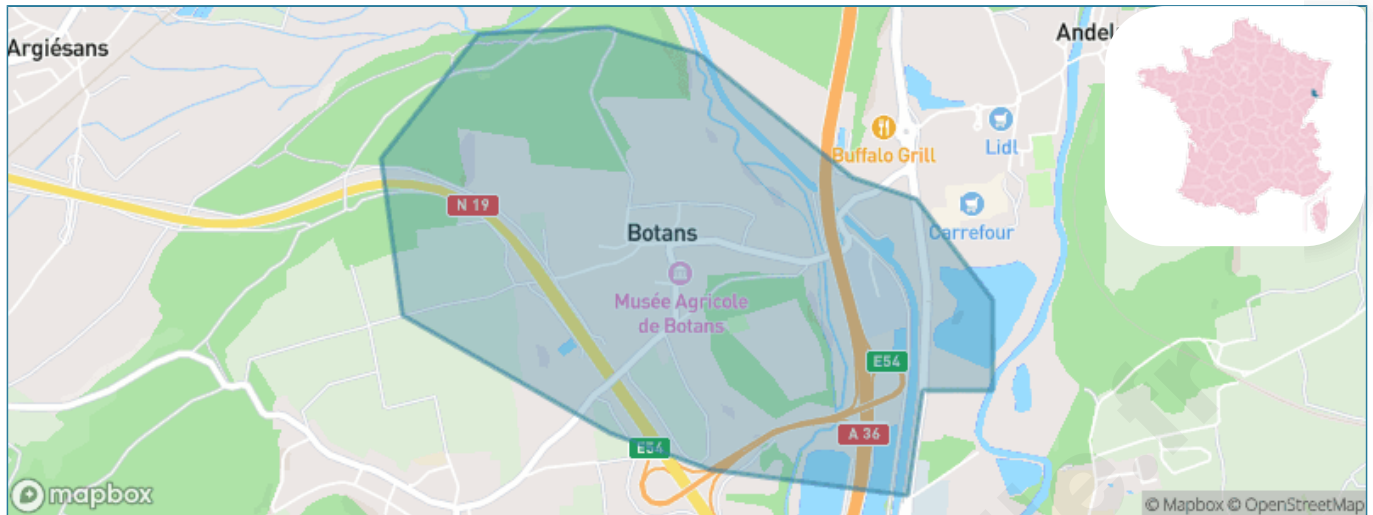 Argiésans
Andel
Buffalo Grill
Lidl
N 19
Botans
Carrefour
Musée Agricole
de Botans
E54
A 36
E54
mapbox
© Mapbox © OpenStreetMap